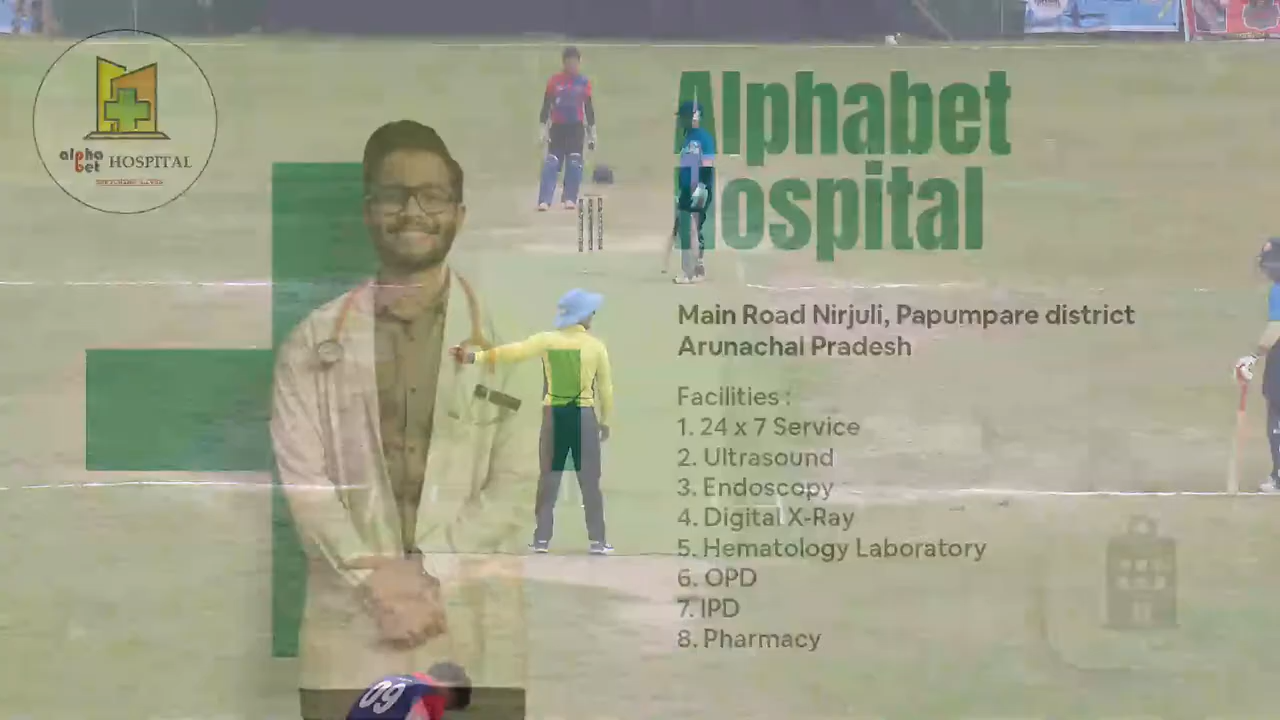 alpha
bet HOSPITAL
Alphabet
Hospital
Main Road Nirjuli, Papumpare district
Arunachal Pradesh
Facilities :
1. 24 x 7 Service
2. Ultrasound
3. Endoscopy
4. Digital X-Ray
5. Hematology Laboratory
6. OPD
7. IPD
8. Pharmacy
09